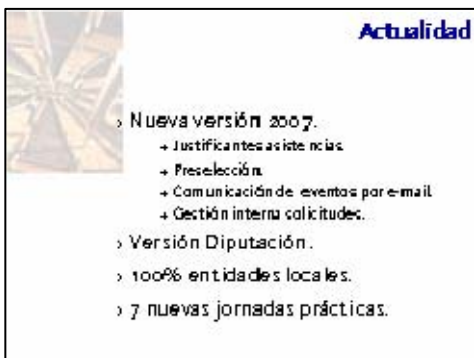 Actualidad
› Nueva versión 2007.
+ Justificantes asistencias.
+ Preselección.
+ Comunicación de eventos por e-mail.
+ Gestión interna solicitudes.
› Versión Diputación.
› 100% entidades locales.
› 7 nuevas jornadas prácticas.